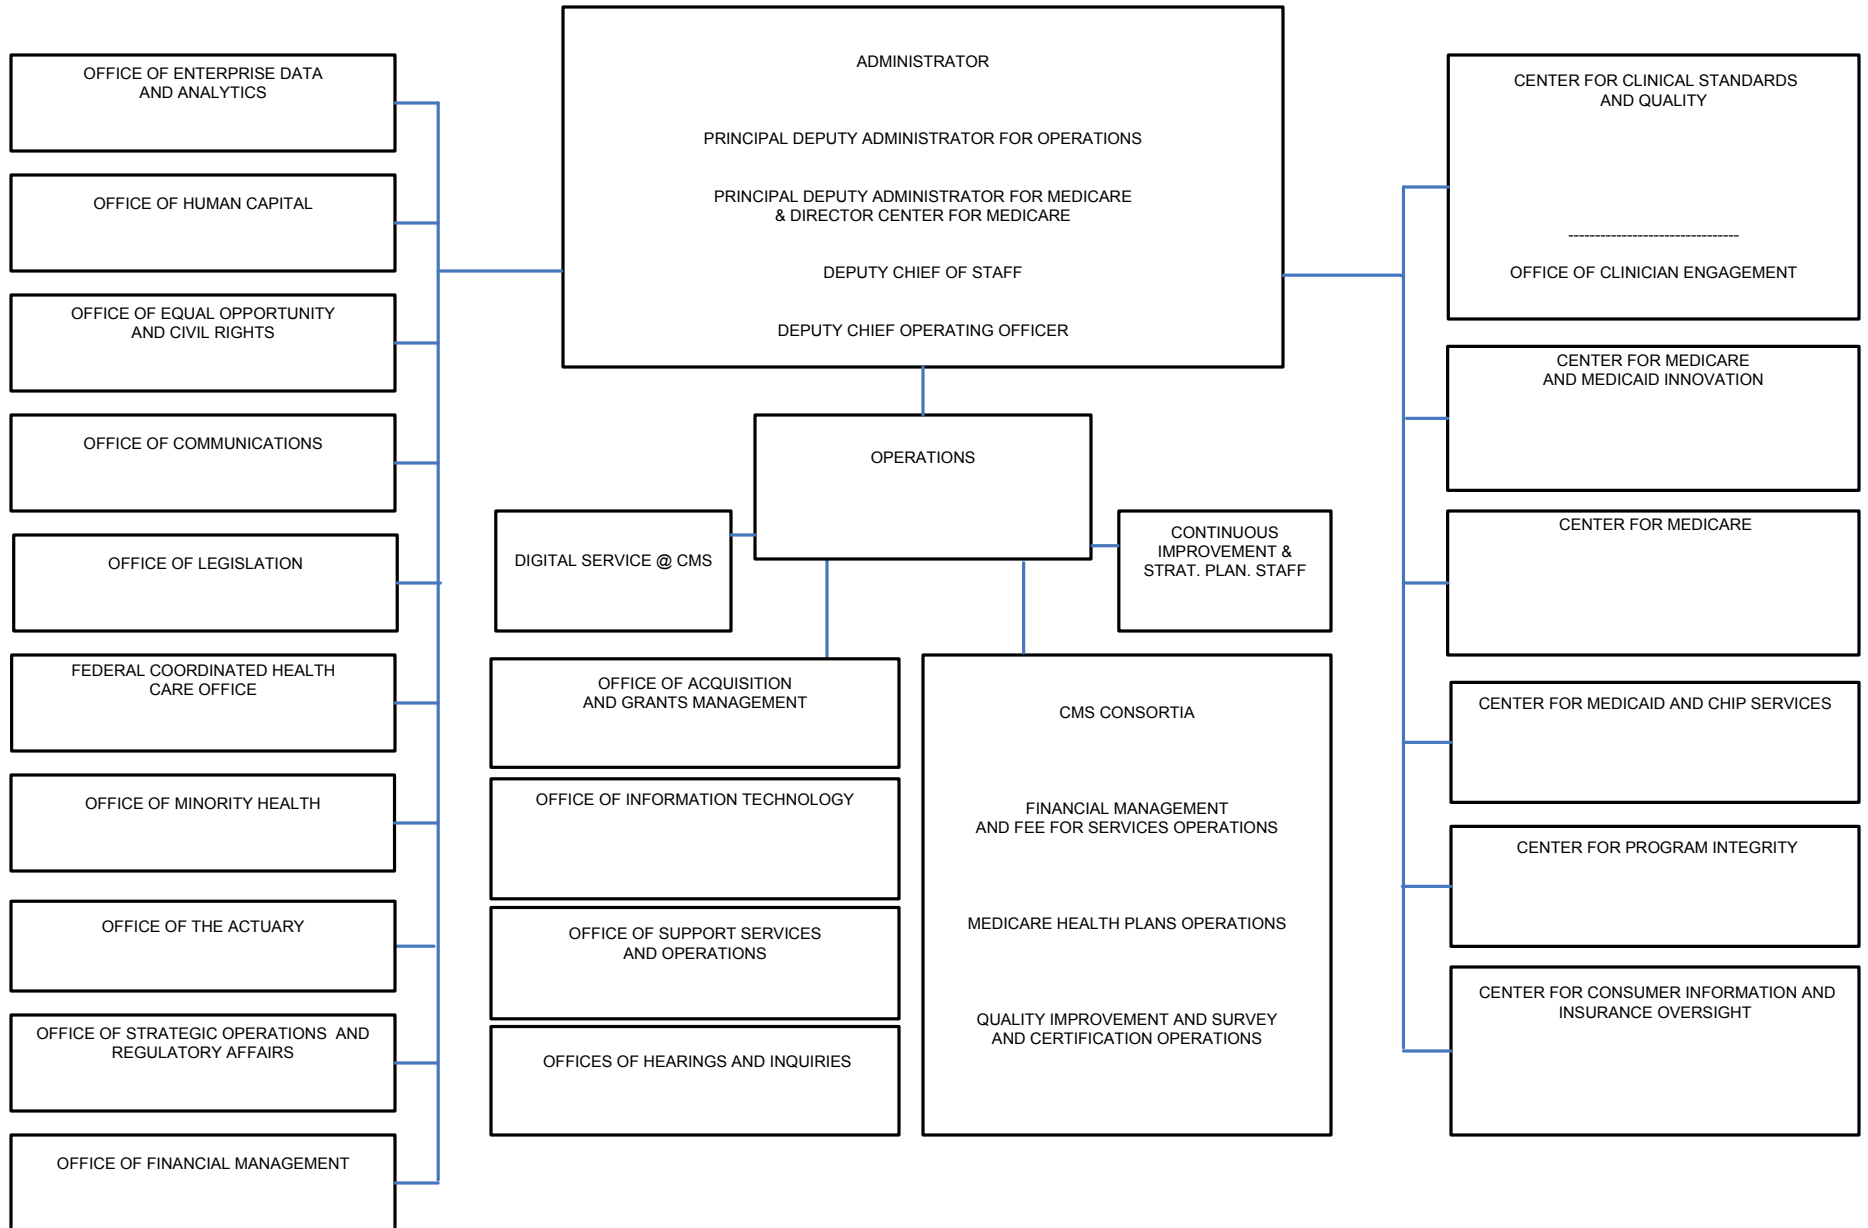 ADMINISTRATOR
PRINCIPAL DEPUTY ADMINISTRATOR FOR OPERATIONS
PRINCIPAL DEPUTY ADMINISTRATOR FOR MEDICARE
& DIRECTOR CENTER FOR MEDICARE
DEPUTY CHIEF OF STAFF
DEPUTY CHIEF OPERATING OFFICER
OFFICE OF ENTERPRISE DATA
AND ANALYTICS
OFFICE OF HUMAN CAPITAL
OFFICE OF EQUAL OPPORTUNITY
AND CIVIL RIGHTS
OFFICE OF COMMUNICATIONS
OFFICE OF LEGISLATION
FEDERAL COORDINATED HEALTH
CARE OFFICE
OFFICE OF MINORITY HEALTH
OFFICE OF THE ACTUARY
OFFICE OF STRATEGIC OPERATIONS AND
REGULATORY AFFAIRS
OFFICE OF FINANCIAL MANAGEMENT
OPERATIONS
DIGITAL SERVICE @ CMS
CONTINUOUS
IMPROVEMENT &
STRAT. PLAN. STAFF
OFFICE OF ACQUISITION
AND GRANTS MANAGEMENT
OFFICE OF INFORMATION TECHNOLOGY
OFFICE OF SUPPORT SERVICES
AND OPERATIONS
OFFICES OF HEARINGS AND INQUIRIES
CMS CONSORTIA
FINANCIAL MANAGEMENT
AND FEE FOR SERVICES OPERATIONS
MEDICARE HEALTH PLANS OPERATIONS
QUALITY IMPROVEMENT AND SURVEY
AND CERTIFICATION OPERATIONS
CENTER FOR CLINICAL STANDARDS
AND QUALITY
--------------------------------
OFFICE OF CLINICIAN ENGAGEMENT
CENTER FOR MEDICARE
AND MEDICAID INNOVATION
CENTER FOR MEDICARE
CENTER FOR MEDICAID AND CHIP SERVICES
CENTER FOR PROGRAM INTEGRITY
CENTER FOR CONSUMER INFORMATION AND
INSURANCE OVERSIGHT